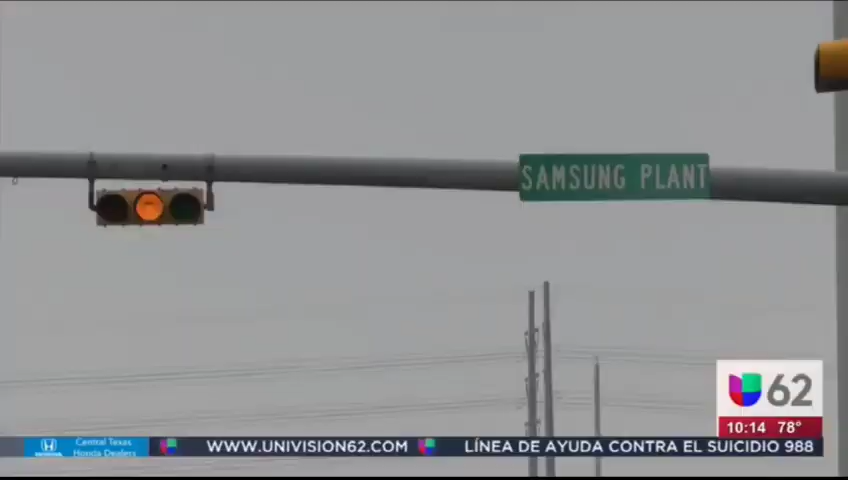 SAMSUNG PLANT
62
10:14 78°
HONDA
Central Texas
Honda Dealers
WWW.UNIVISION62.COM
LÍNEA DE AYUDA CONTRA EL SUICIDIO 988